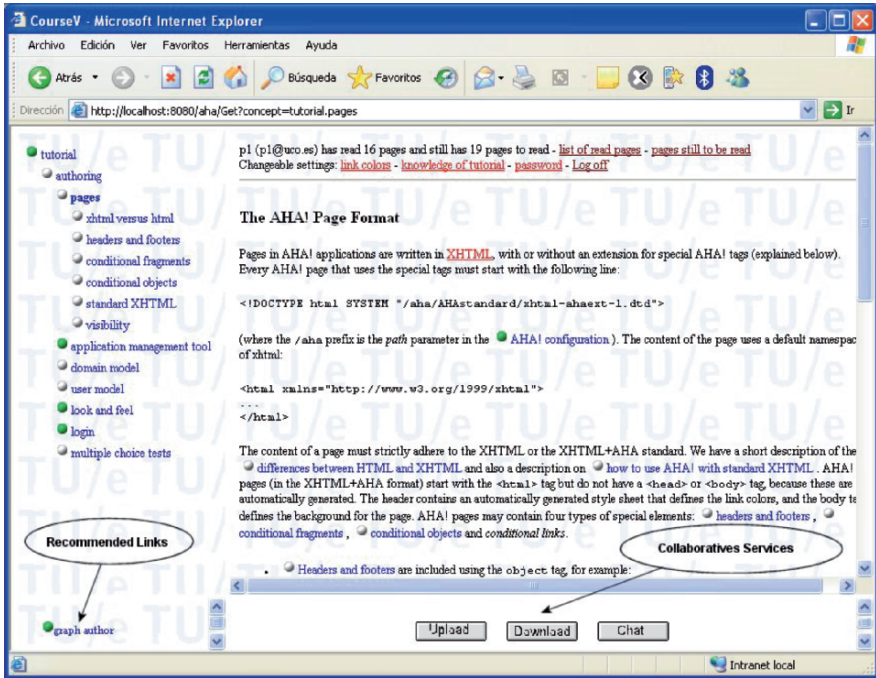 CourseV - Microsoft Internet Explorer
Archivo Edición Ver Favoritos Herramientas Ayuda
Atrás Búsqueda Favoritos
Dirección http://localhost:8080/aha/Get?concept=tutorial.pages Ir
tutorial
authoring
pages
xhtml versus html
headers and footers
conditional fragments
conditional objects
standard XHTML
visibility
application management tool
domain model
user model
look and feel
login
multiple choice tests
Recommended Links
graph author
p1 (p1@uco.es) has read 16 pages and still has 19 pages to read - list of read pages - pages still to be read
Changeable settings: link colors - knowledge of tutorial - password - Log off
The AHA! Page Format
Pages in AHA! applications are written in XHTML, with or without an extension for special AHA! tags (explained below).
Every AHA! page that uses the special tags must start with the following line:
<!DOCTYPE html SYSTEM "/aha/AHAstandard/xhtml-ahaext-1.dtd">
(where the /aha prefix is the path parameter in the AHA! configuration ). The content of the page uses a default namespac
of xhtml:
<html xmlns="http://www.w3.org/1999/xhtml">
...
</html>
The content of a page must strictly adhere to the XHTML or the XHTML+AHA standard. We have a short description of the
differences between HTML and XHTML and also a description on how to use AHA! with standard XHTML . AHA!
pages (in the XHTML+AHA format) start with the <html> tag but do not have a <head> or <body> tag, because these are
automatically generated. The header contains an automatically generated style sheet that defines the link colors, and the body te
defines the background for the page. AHA! pages may contain four types of special elements: headers and footers ,
conditional fragments , conditional objects and conditional links.
Collaboratives Services
• Headers and footers are included using the object tag, for example:
Upload Download Chat
Intranet local
TU/e